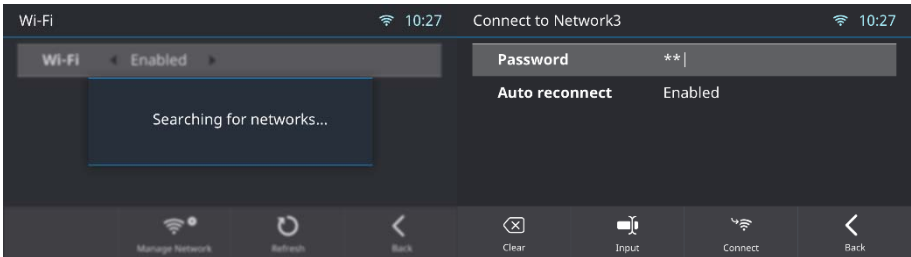 Wi-Fi 10:27
Wi-Fi Enabled
Searching for networks...
Manage Network Refresh Back
Connect to Network3 10:27
Password **|
Auto reconnect Enabled
Clear Input Connect Back